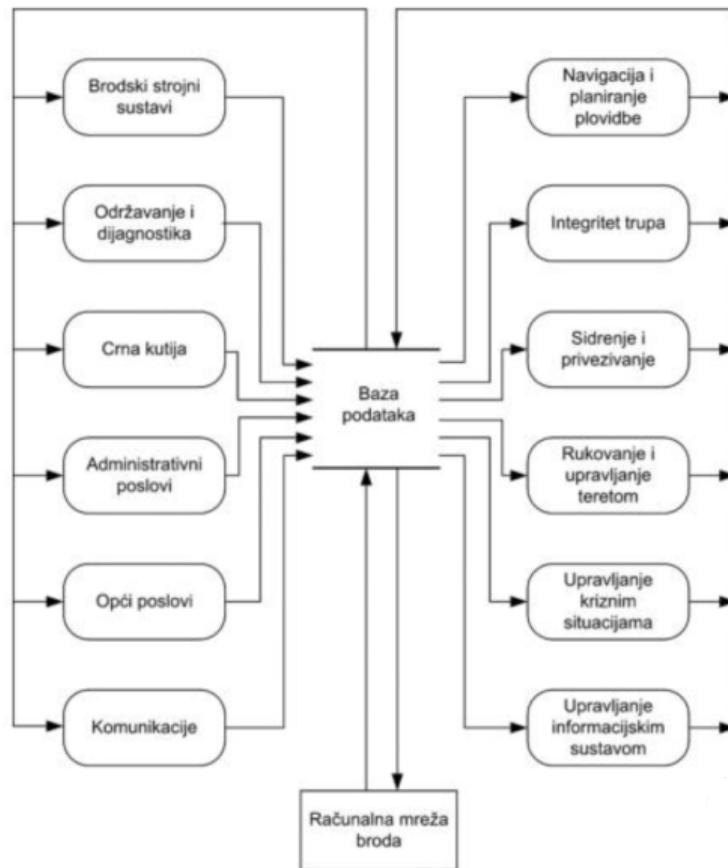 Brodski strojni
sustavi
Održavanje i
dijagnostika
Crna kutija
Administrativni
poslovi
Opći poslovi
Komunikacije
Baza
podataka
Računalna mreža
broda
Navigacija i
planiranje
plovidbe
Integritet trupa
Sidrenje i
privezivanje
Rukovanje i
upravljanje
teretom
Upravljanje
kriznim
situacijama
Upravljanje
informacijskim
sustavom